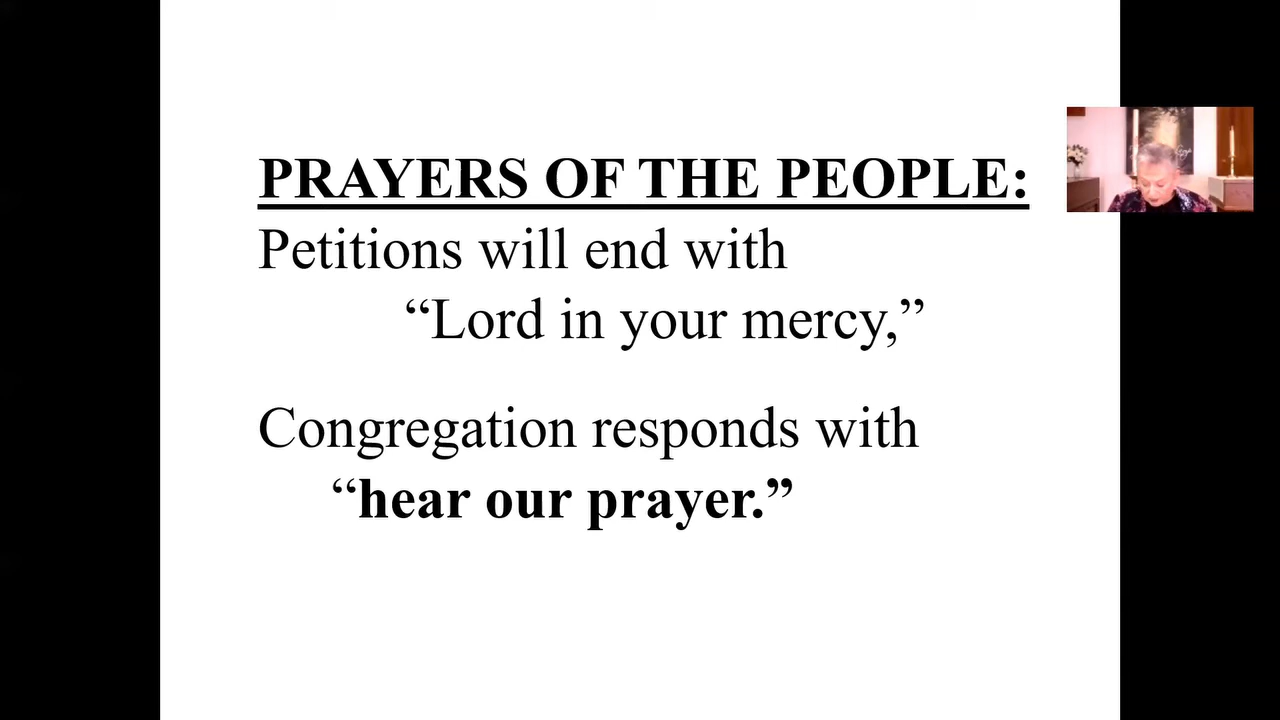 PRAYERS OF THE PEOPLE:
Petitions will end with
“Lord in your mercy,”
Congregation responds with
“hear our prayer.”